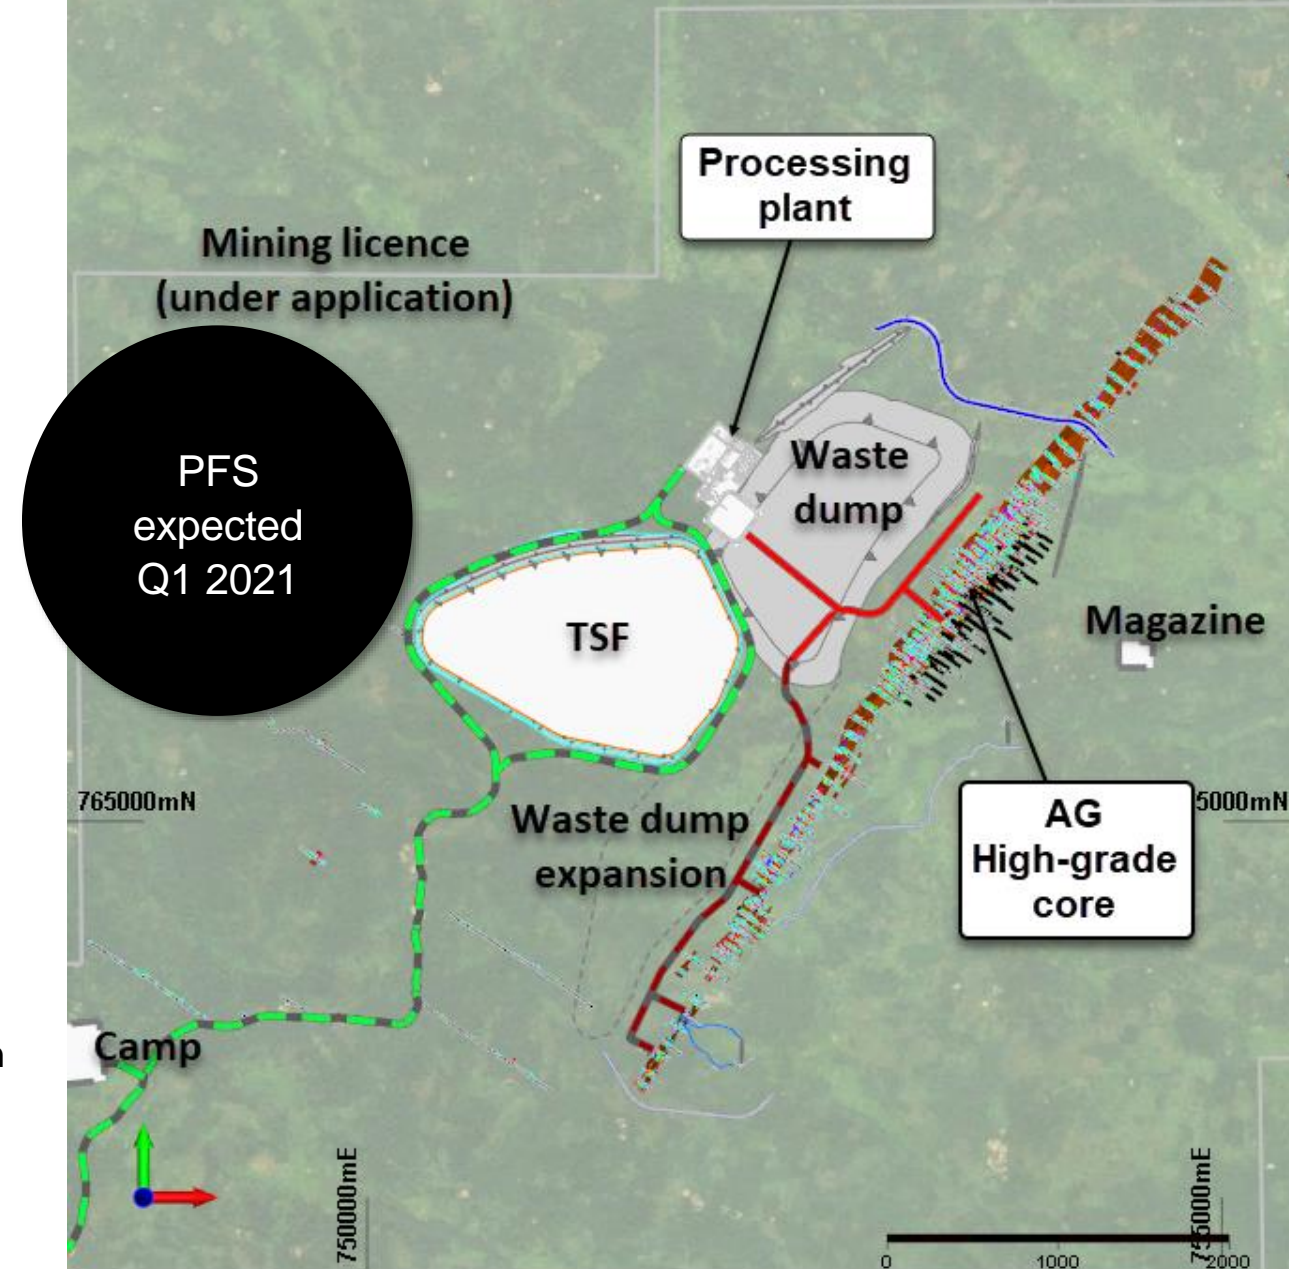 Processing
plant
Mining licence
(under application)
PFS
expected
Q1 2021
Waste
dump
TSF
Magazine
765000mN
5000mN
Waste dump
expansion
AG
High-grade
core
Camp
750000mE
755000mE
0
1000
2000